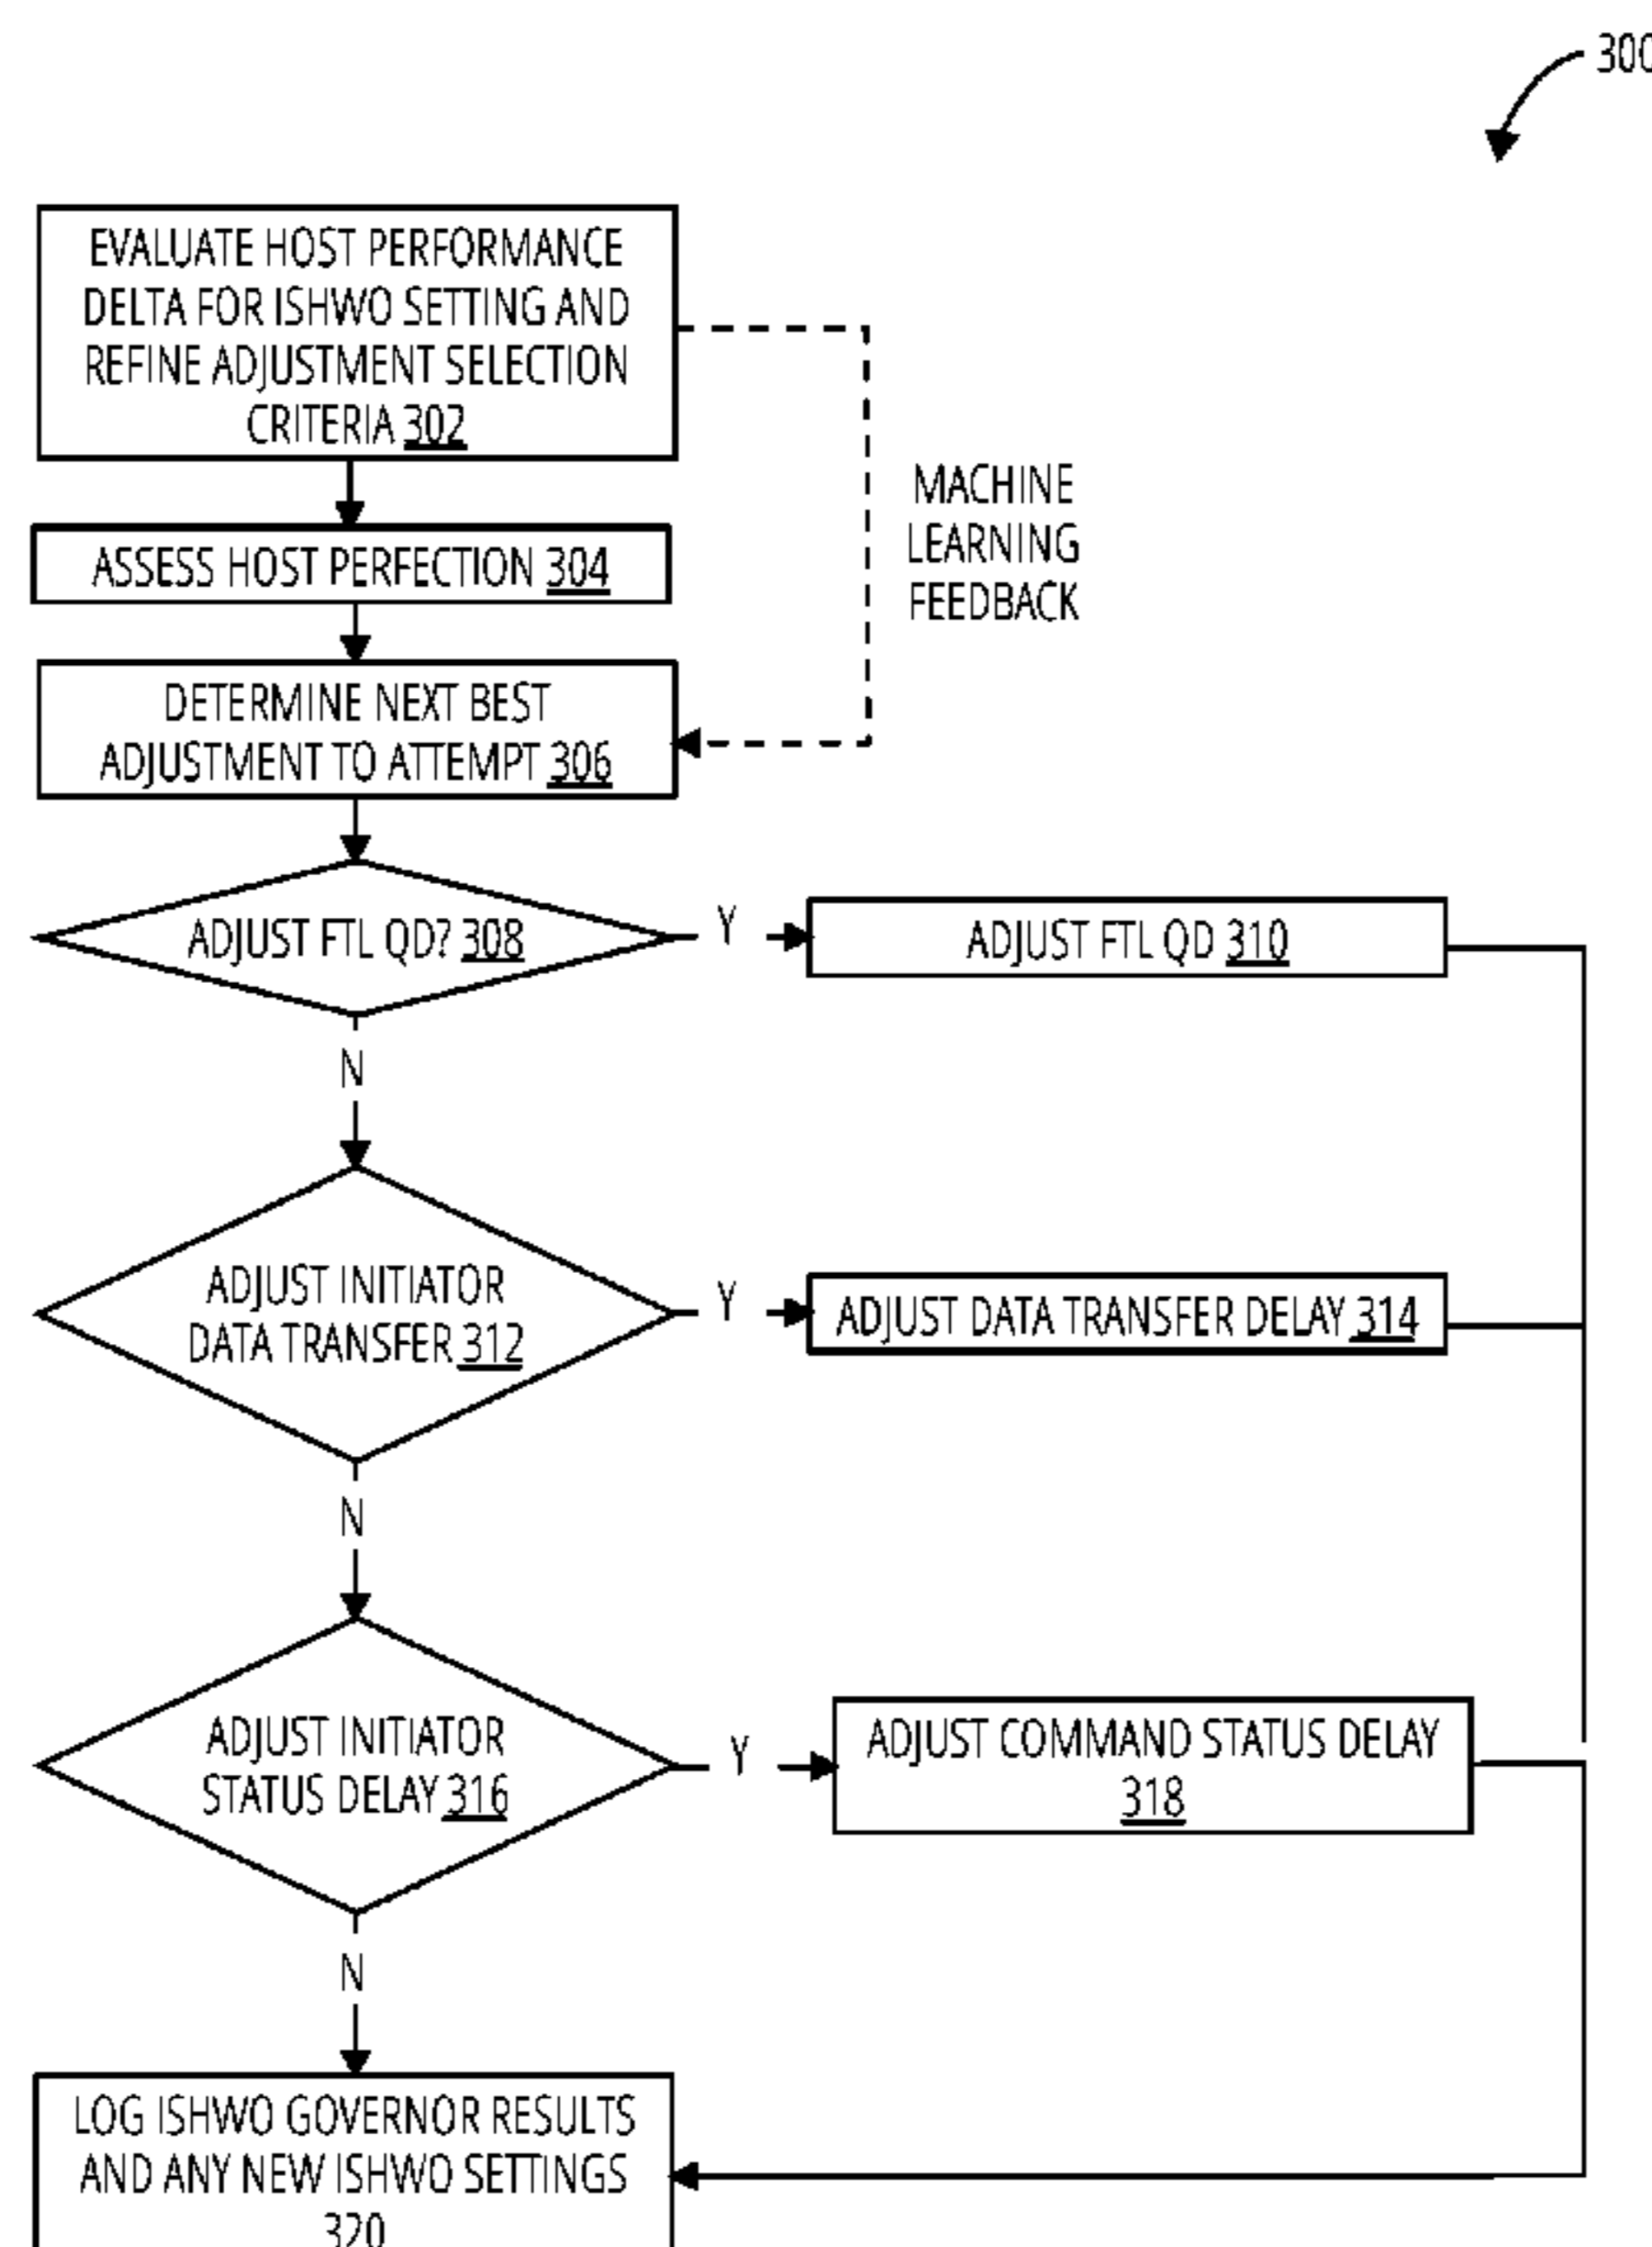 300
EVALUATE HOST PERFORMANCE
DELTA FOR ISHWO SETTING AND
REFINE ADJUSTMENT SELECTION
CRITERIA 302
MACHINE
LEARNING
FEEDBACK
ASSESS HOST PERFECTION 304
DETERMINE NEXT BEST
ADJUSTMENT TO ATTEMPT 306
ADJUST FTL QD? 308
Y
ADJUST FTL QD 310
N
ADJUST INITIATOR
DATA TRANSFER 312
Y
ADJUST DATA TRANSFER DELAY 314
N
ADJUST INITIATOR
STATUS DELAY 316
Y
ADJUST COMMAND STATUS DELAY
318
N
LOG ISHWO GOVERNOR RESULTS
AND ANY NEW ISHWO SETTINGS
320